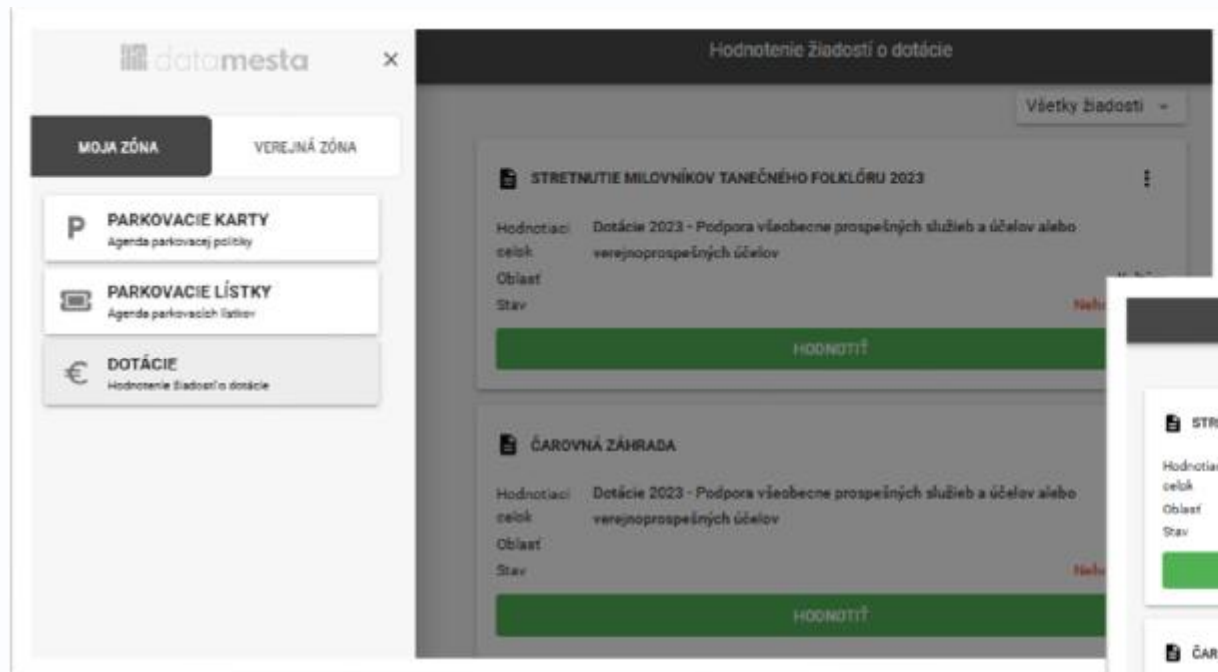 datamesta
MOJA ZÓNA
VEREJNÁ ZÓNA
PARKOVACIE KARTY
Agenda parkovacej politiky
PARKOVACIE LÍSTKY
Agenda parkovacích lístkov
DOTÁCIE
Hodnotenie žiadostí o dotácie
Hodnotenie žiadostí o dotácie
Všetky žiadosti
STRETNUTIE MILOVNÍKOV TANEČNÉHO FOLKLÓRU 2023
Hodnotiaci Dotácie 2023 - Podpora všeobecne prospešných služieb a účelov alebo
celok verejnoprospešných účelov
Oblasť
Stav
HODNOTIŤ
ČAROVNÁ ZÁHRADA
Hodnotiaci Dotácie 2023 - Podpora všeobecne prospešných služieb a účelov alebo
celok verejnoprospešných účelov
Oblasť
Stav
HODNOTIŤ
STR
Hodnotiac
celok
Oblasť
Stav
ČAR